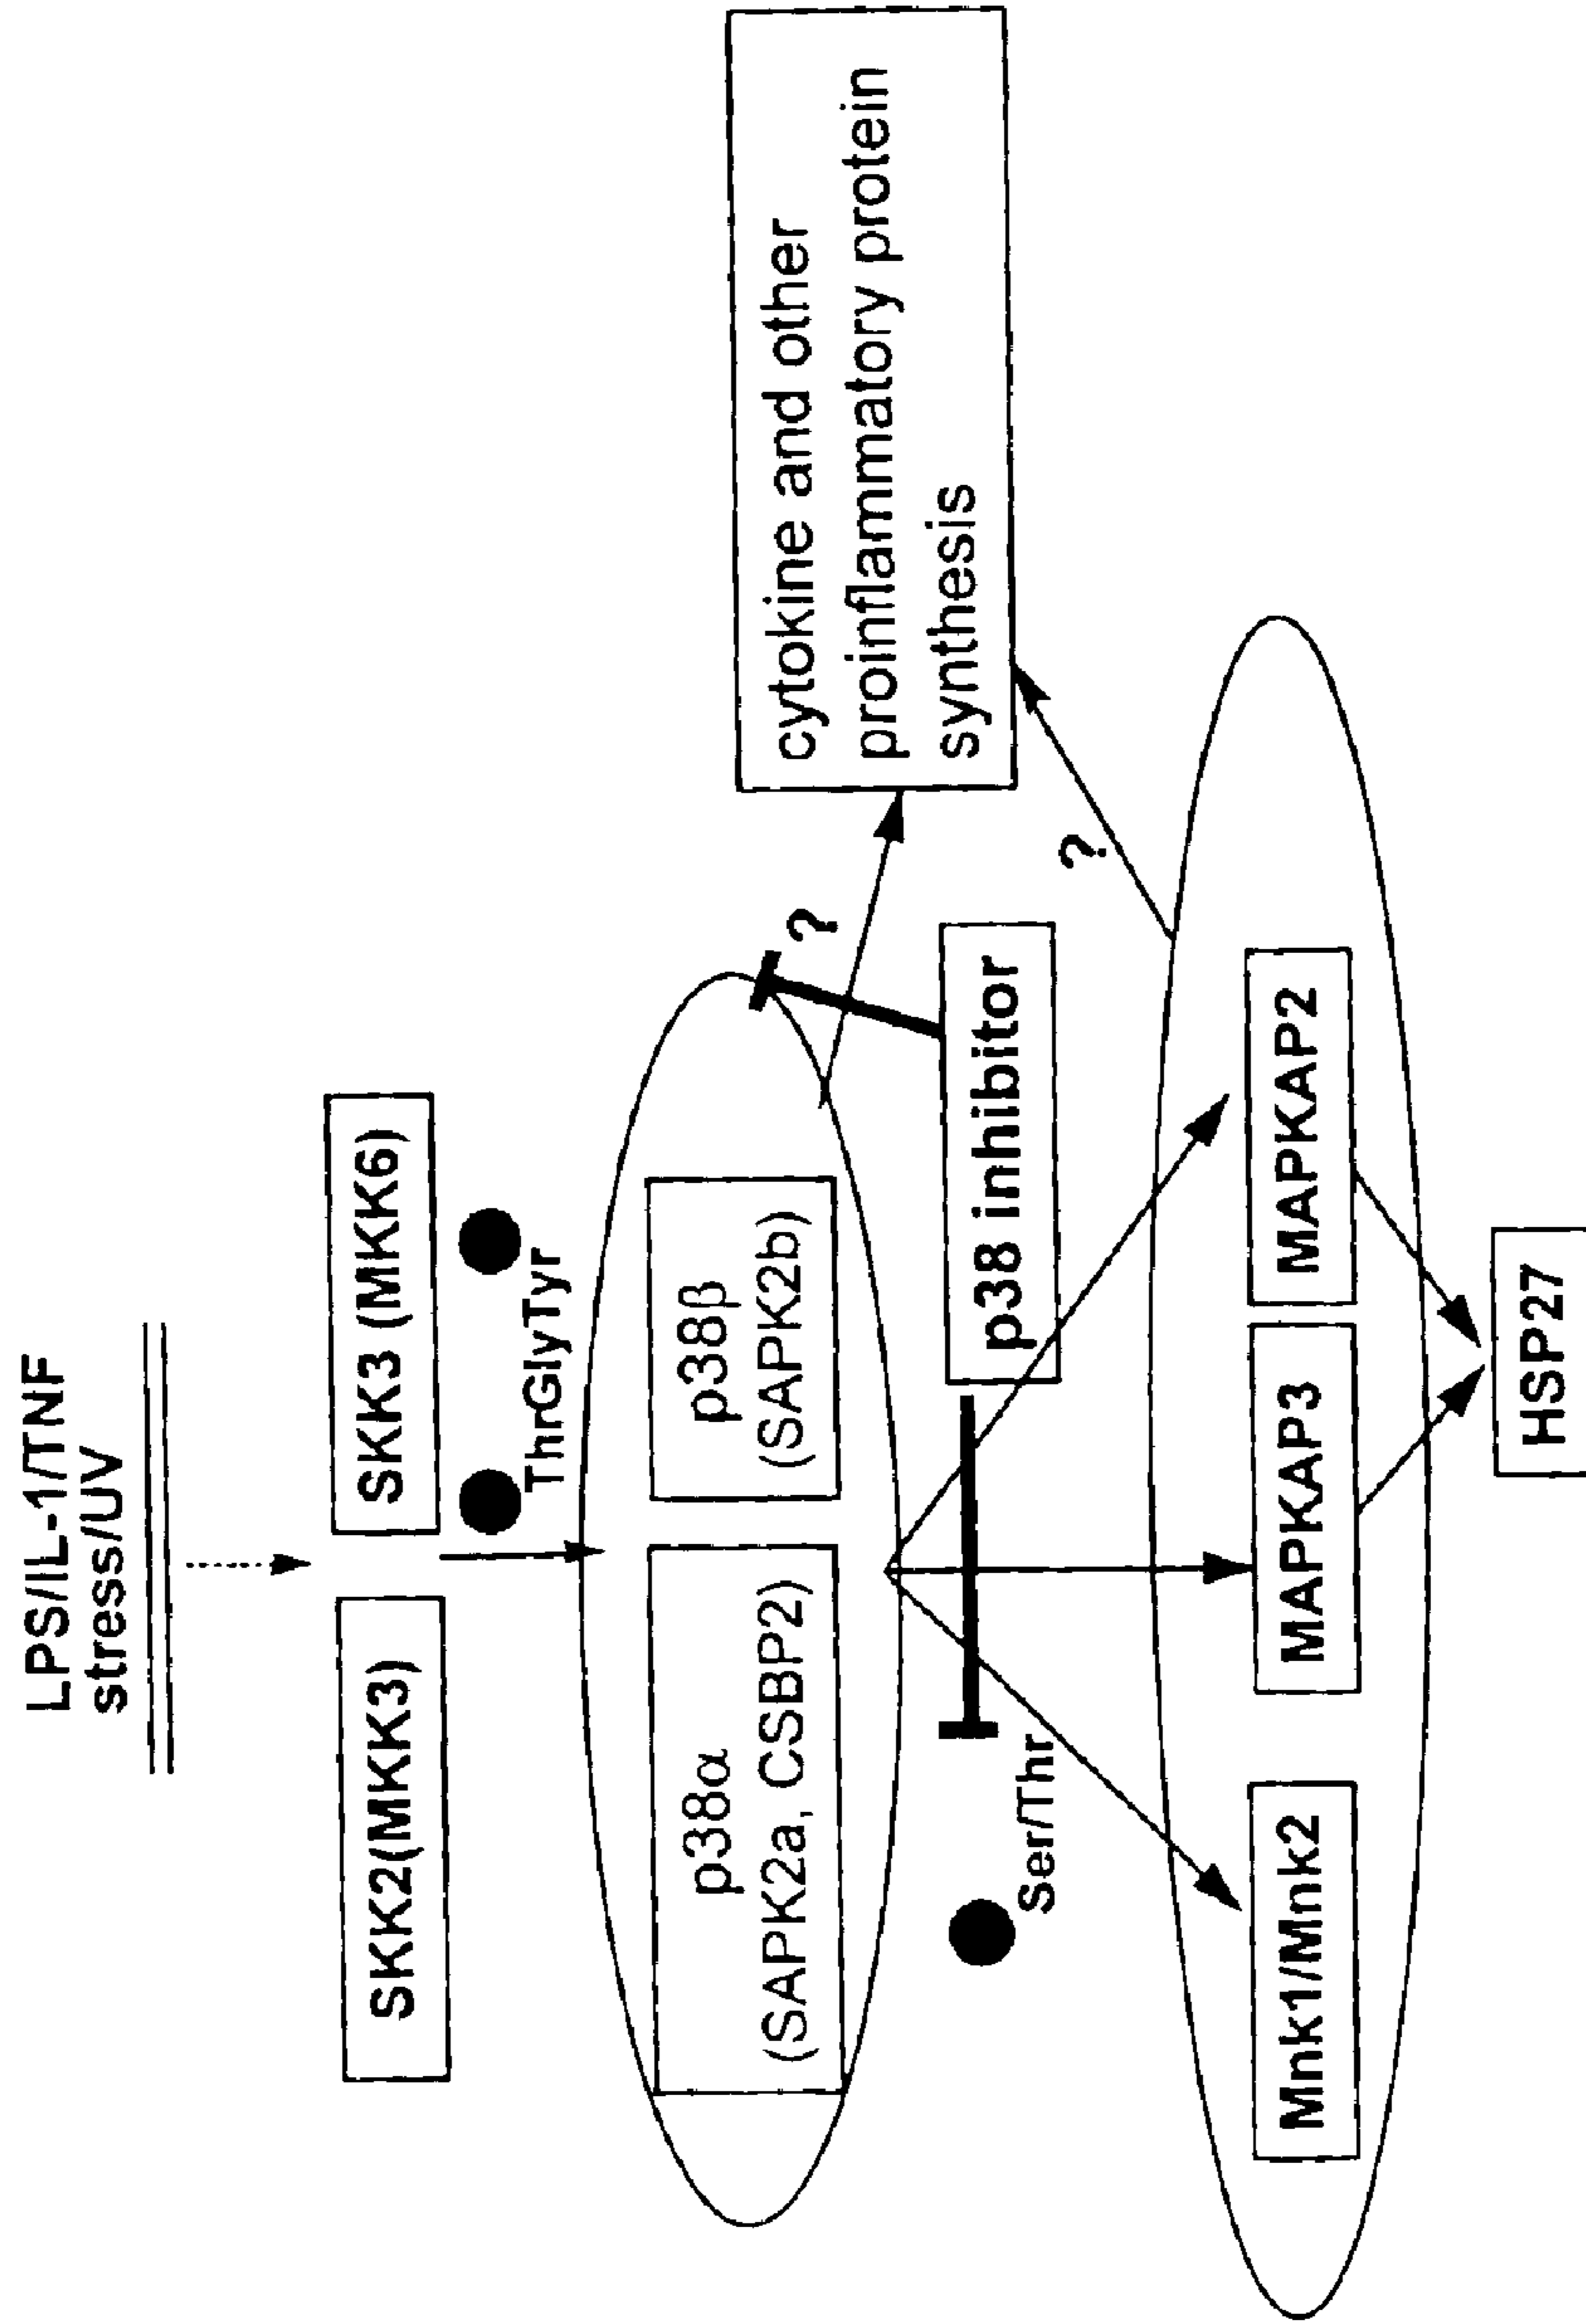 LPS/IL-1/TNF
stress/UV
SKK2(MKK3)
SKK3 (MKK6)
ThrGlyTyr
p38α
(SAPK2a, CSBP2)
p38β
(SAPK2b)
?
cytokine and other
proinflammatory protein
synthesis
p38 inhibitor
Ser/Thr
?
Mnk1/Mnk2
MAPKAP3
MAPKAP2
HSP27